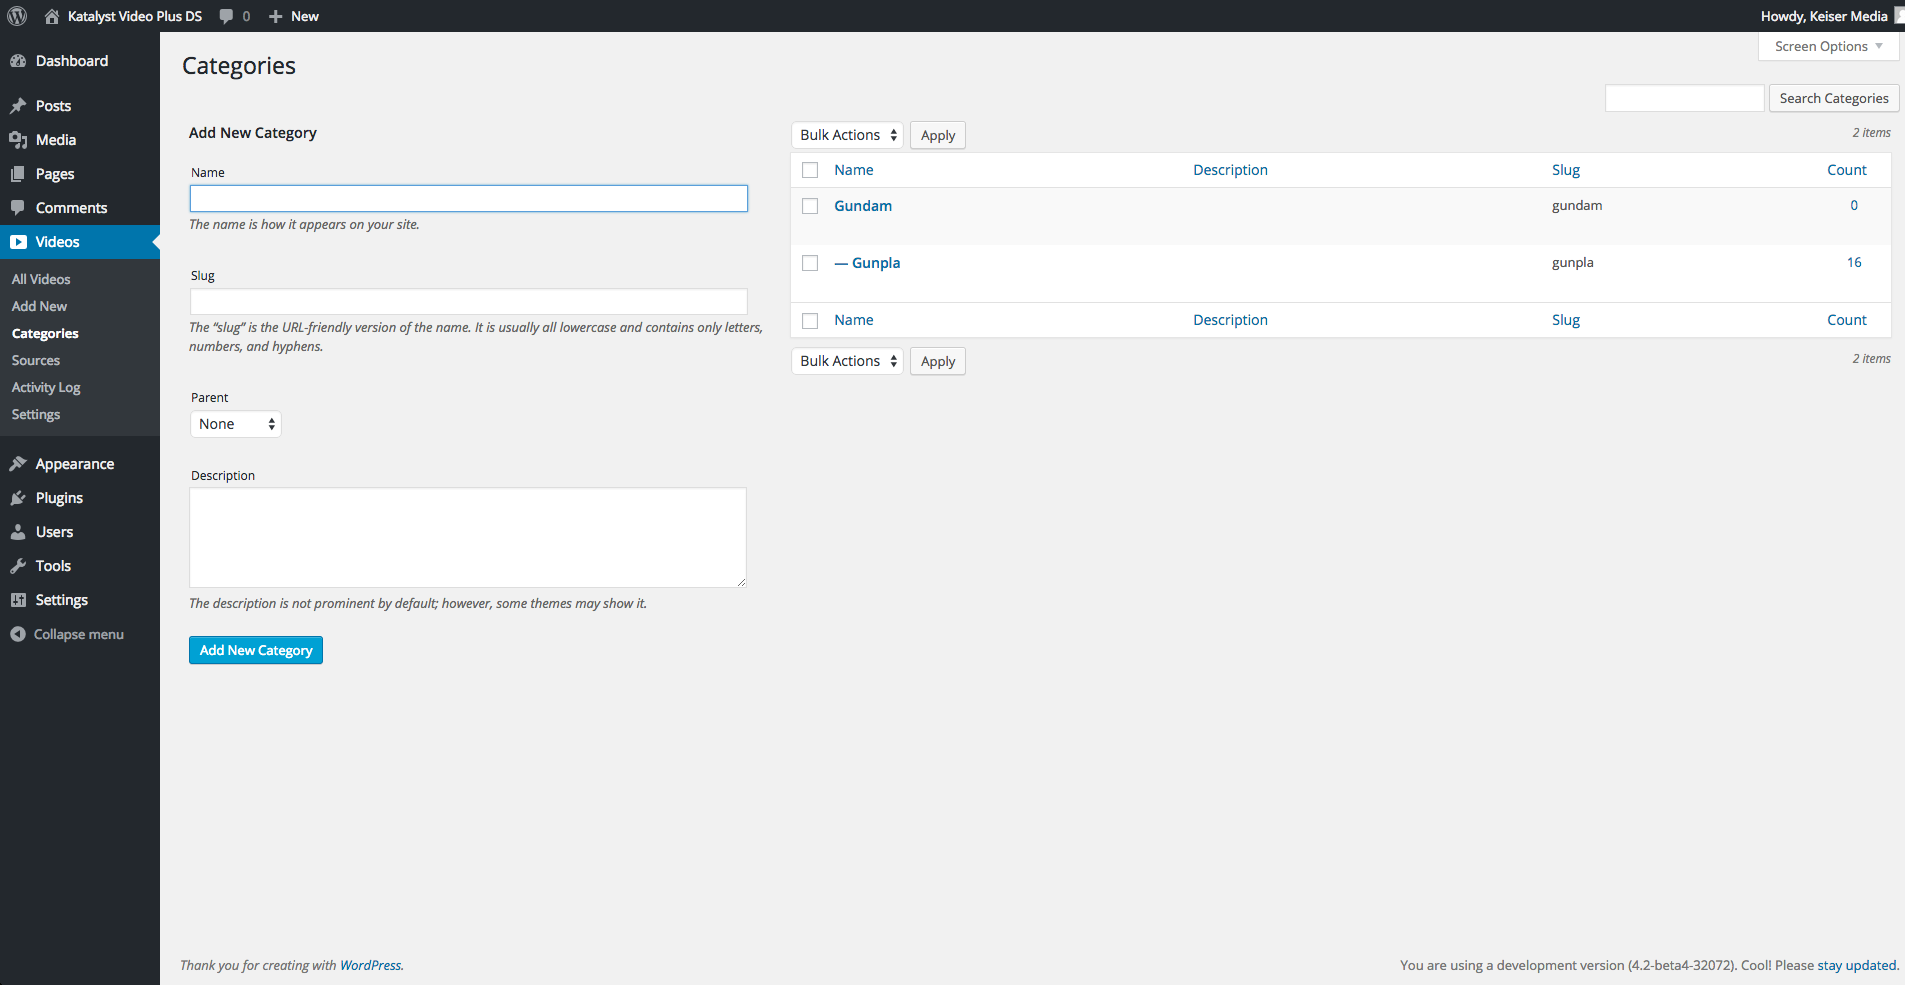 Katalyst Video Plus DS 0 New Howdy, Keiser Media
Dashboard
Posts
Media
Pages
Comments
Videos
All Videos
Add New
Categories
Sources
Activity Log
Settings
Appearance
Plugins
Users
Tools
Settings
Collapse menu
Screen Options
Categories
Search Categories
Add New Category
Name
The name is how it appears on your site.
Slug
The “slug” is the URL-friendly version of the name. It is usually all lowercase and contains only letters,
numbers, and hyphens.
Parent
None
Description
The description is not prominent by default; however, some themes may show it.
Add New Category
Bulk Actions Apply 2 items
Name Description Slug Count
Gundam gundam 0
— Gunpla gunpla 16
Name Description Slug Count
Bulk Actions Apply 2 items
Thank you for creating with WordPress. You are using a development version (4.2-beta4-32072). Cool! Please stay updated.